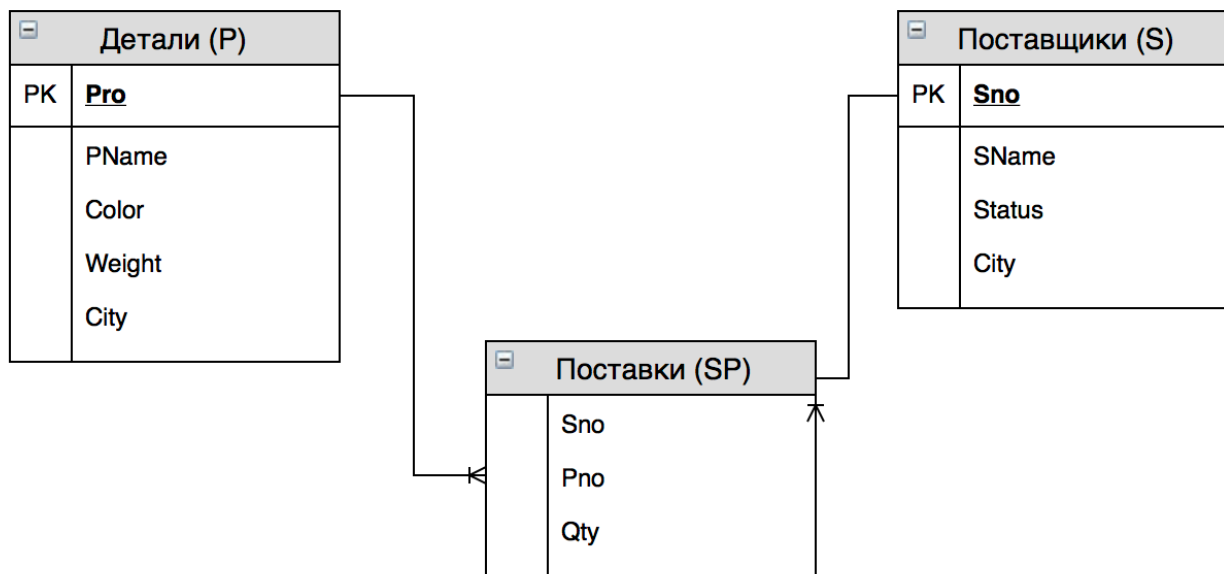 Детали (P)
PK Pro
PName
Color
Weight
City
Поставщики (S)
PK Sno
SName
Status
City
Поставки (SP)
Sno
Pno
Qty